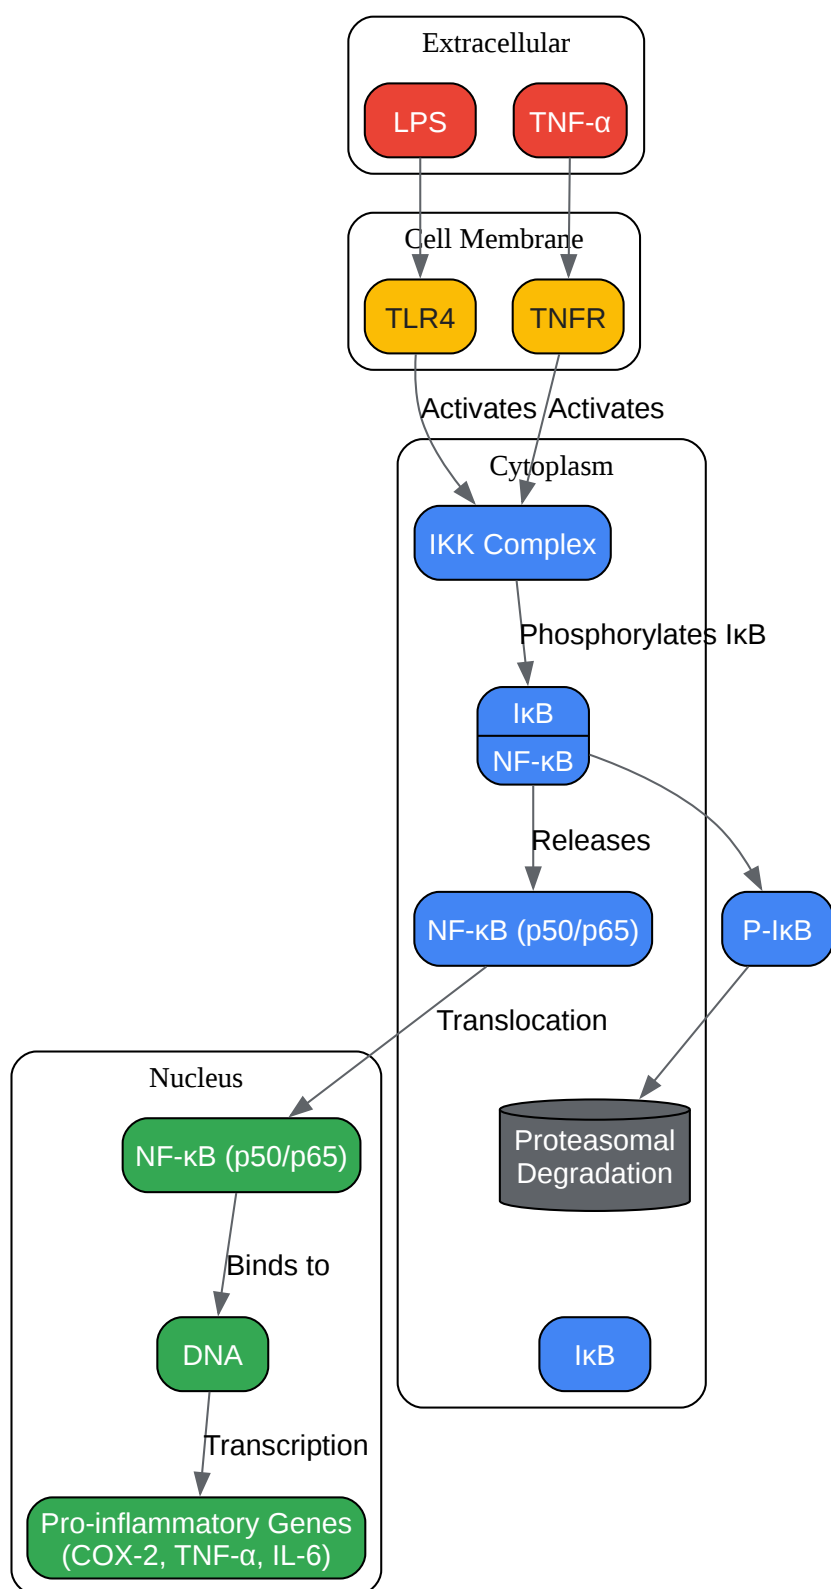 Extracellular
LPS
TNF-α
Cell Membrane
TLR4
TNFR
Activates
Activates
Cytoplasm
IKK Complex
Phosphorylates IκB
IκB
NF-κB
Releases
NF-κB (p50/p65)
P-IκB
Translocation
Nucleus
NF-κB (p50/p65)
Proteasomal
Degradation
Binds to
DNA
IκB
Transcription
Pro-inflammatory Genes
(COX-2, TNF-α, IL-6)